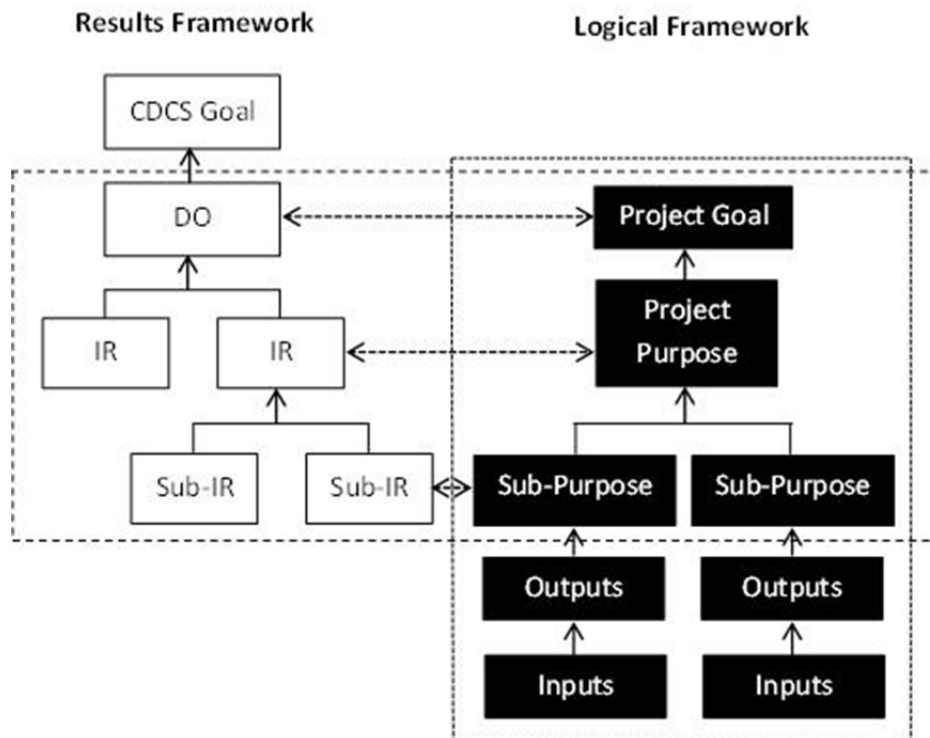 Results Framework
Logical Framework
CDCS Goal
DO
Project Goal
IR
IR
Project
Purpose
Sub-IR
Sub-IR
Sub-Purpose
Sub-Purpose
Outputs
Outputs
Inputs
Inputs